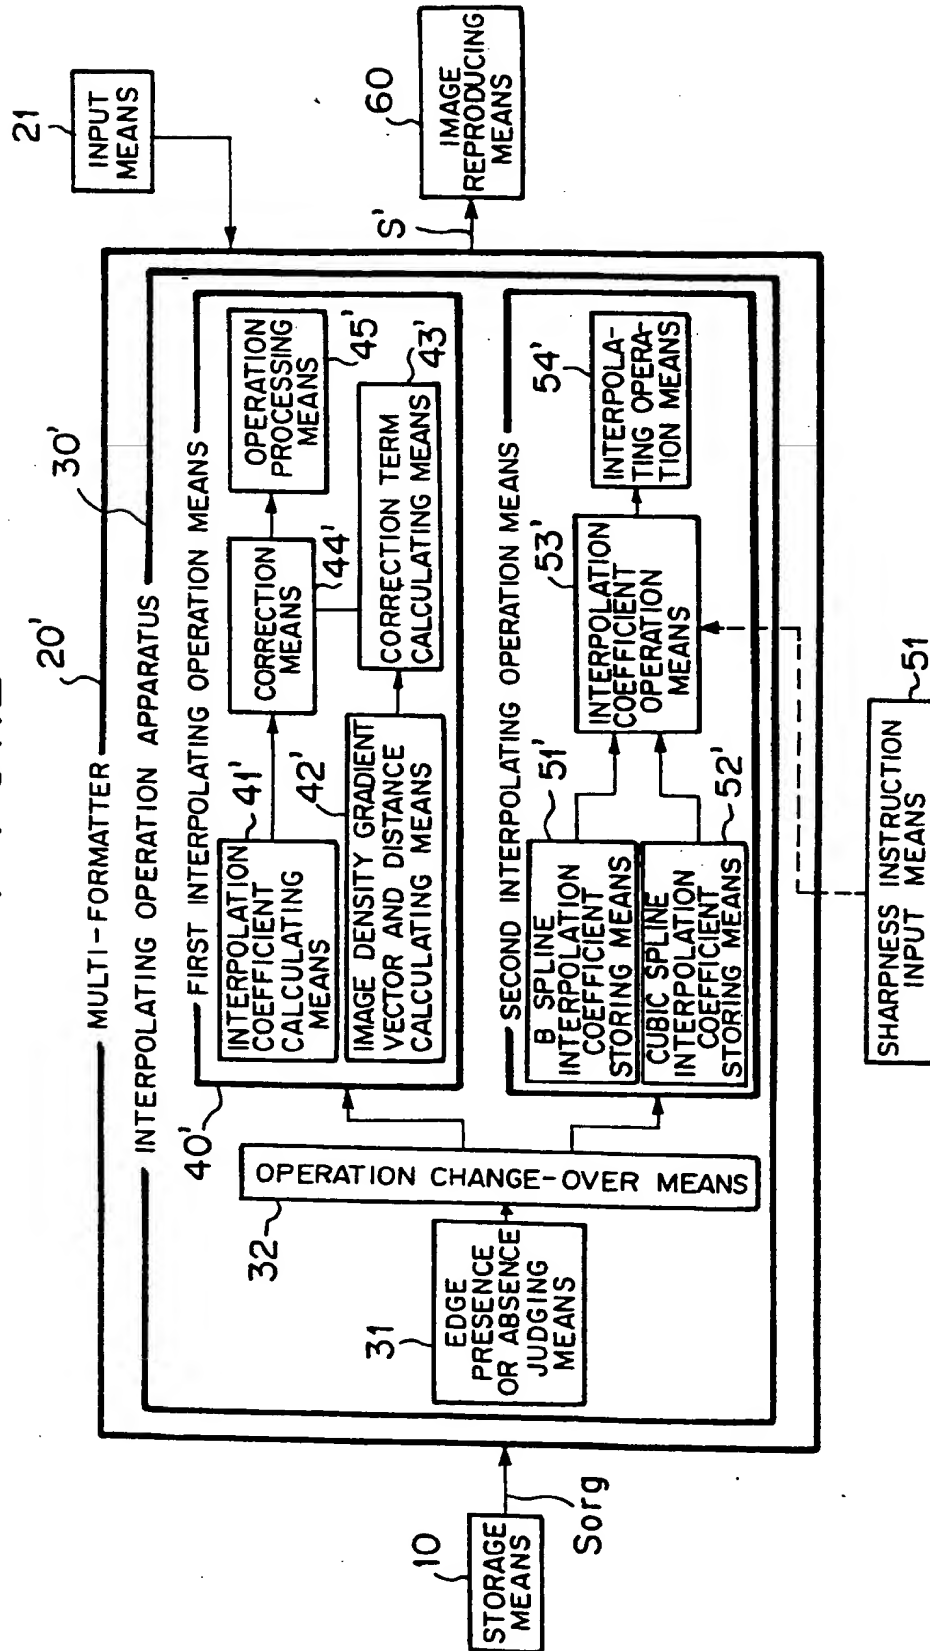 20'
MULTI-FORMATTER
30'
INTERPOLATING OPERATION APPARATUS
40'
FIRST INTERPOLATING OPERATION MEANS
41'
INTERPOLATION
COEFFICIENT
CALCULATING
MEANS
42'
IMAGE DENSITY GRADIENT
VECTOR AND DISTANCE
CALCULATING MEANS
CORRECTION
MEANS
44'
OPERATION
PROCESSING
MEANS
45'
43'
CORRECTION TERM
CALCULATING MEANS
21
INPUT
MEANS
S'
60
IMAGE
REPRODUCING
MEANS
10
STORAGE
MEANS
Sorg
31
EDGE
PRESENCE
OR ABSENCE
JUDGING
MEANS
32
OPERATION CHANGE-OVER MEANS
SECOND INTERPOLATING OPERATION MEANS
B SPLINE
INTERPOLATION
COEFFICIENT
STORING MEANS
51'
CUBIC SPLINE
INTERPOLATION
COEFFICIENT
STORING MEANS
52'
53'
INTERPOLATION
COEFFICIENT
OPERATION
MEANS
54'
INTERPOLA-
TING OPERA-
TION MEANS
SHARPNESS INSTRUCTION
INPUT MEANS
51